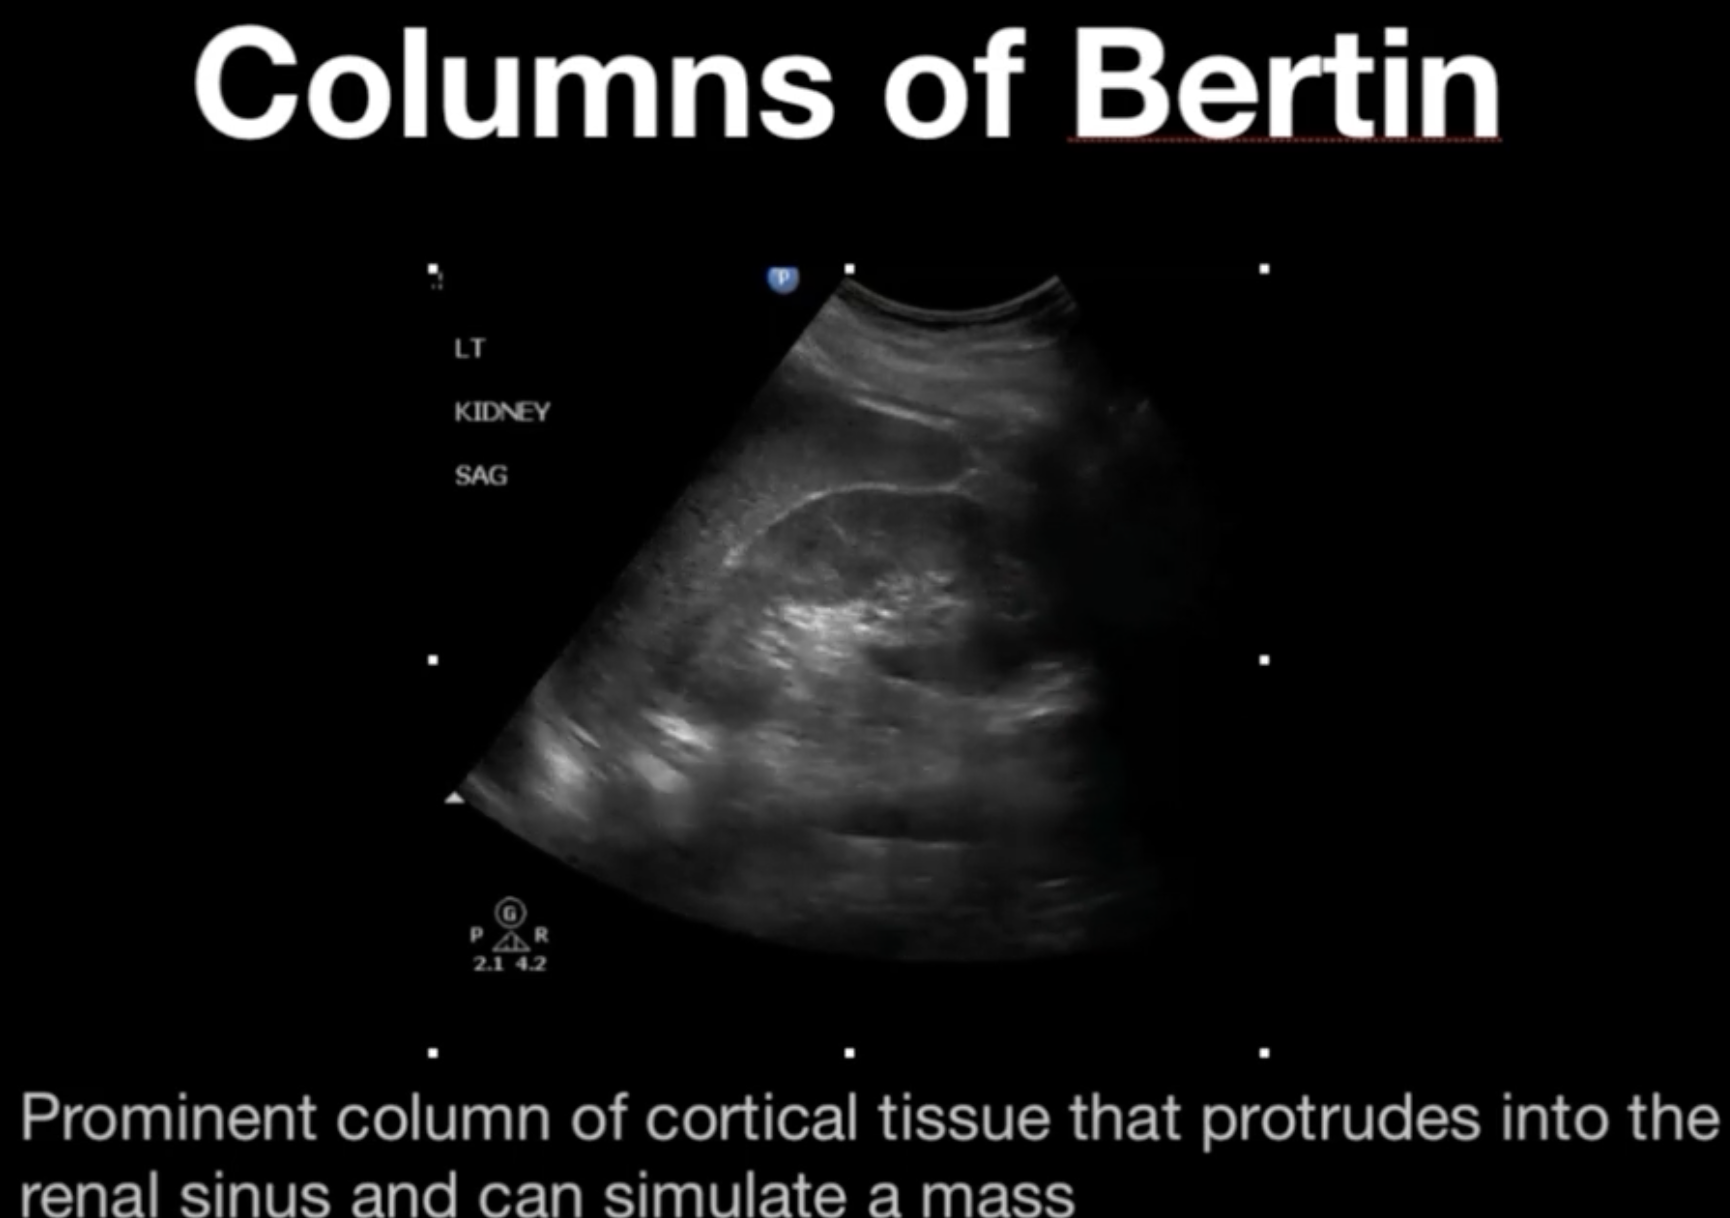 Columns of Bertin
P
LT
KIDNEY
SAG
G
P R
2.1 4.2
Prominent column of cortical tissue that protrudes into the
renal sinus and can simulate a mass